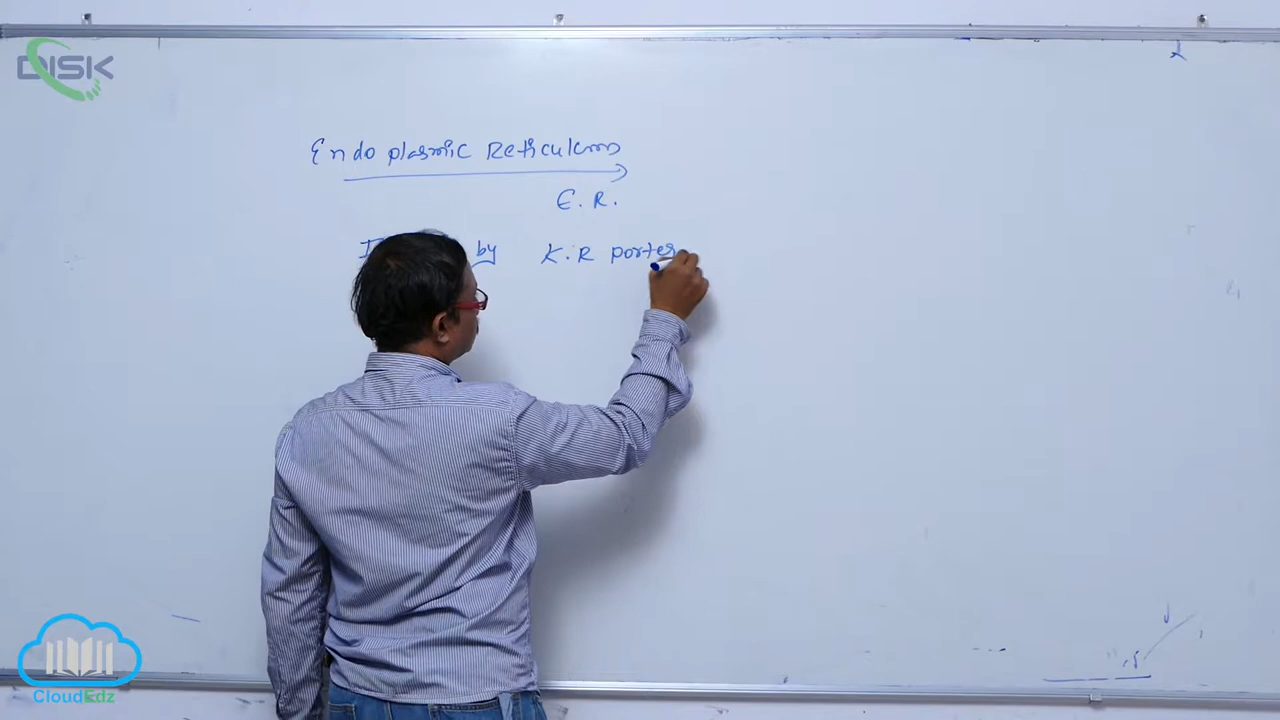 DISK
Endoplasmic Reticulum
E. R.
by K. R porter
CloudEdz